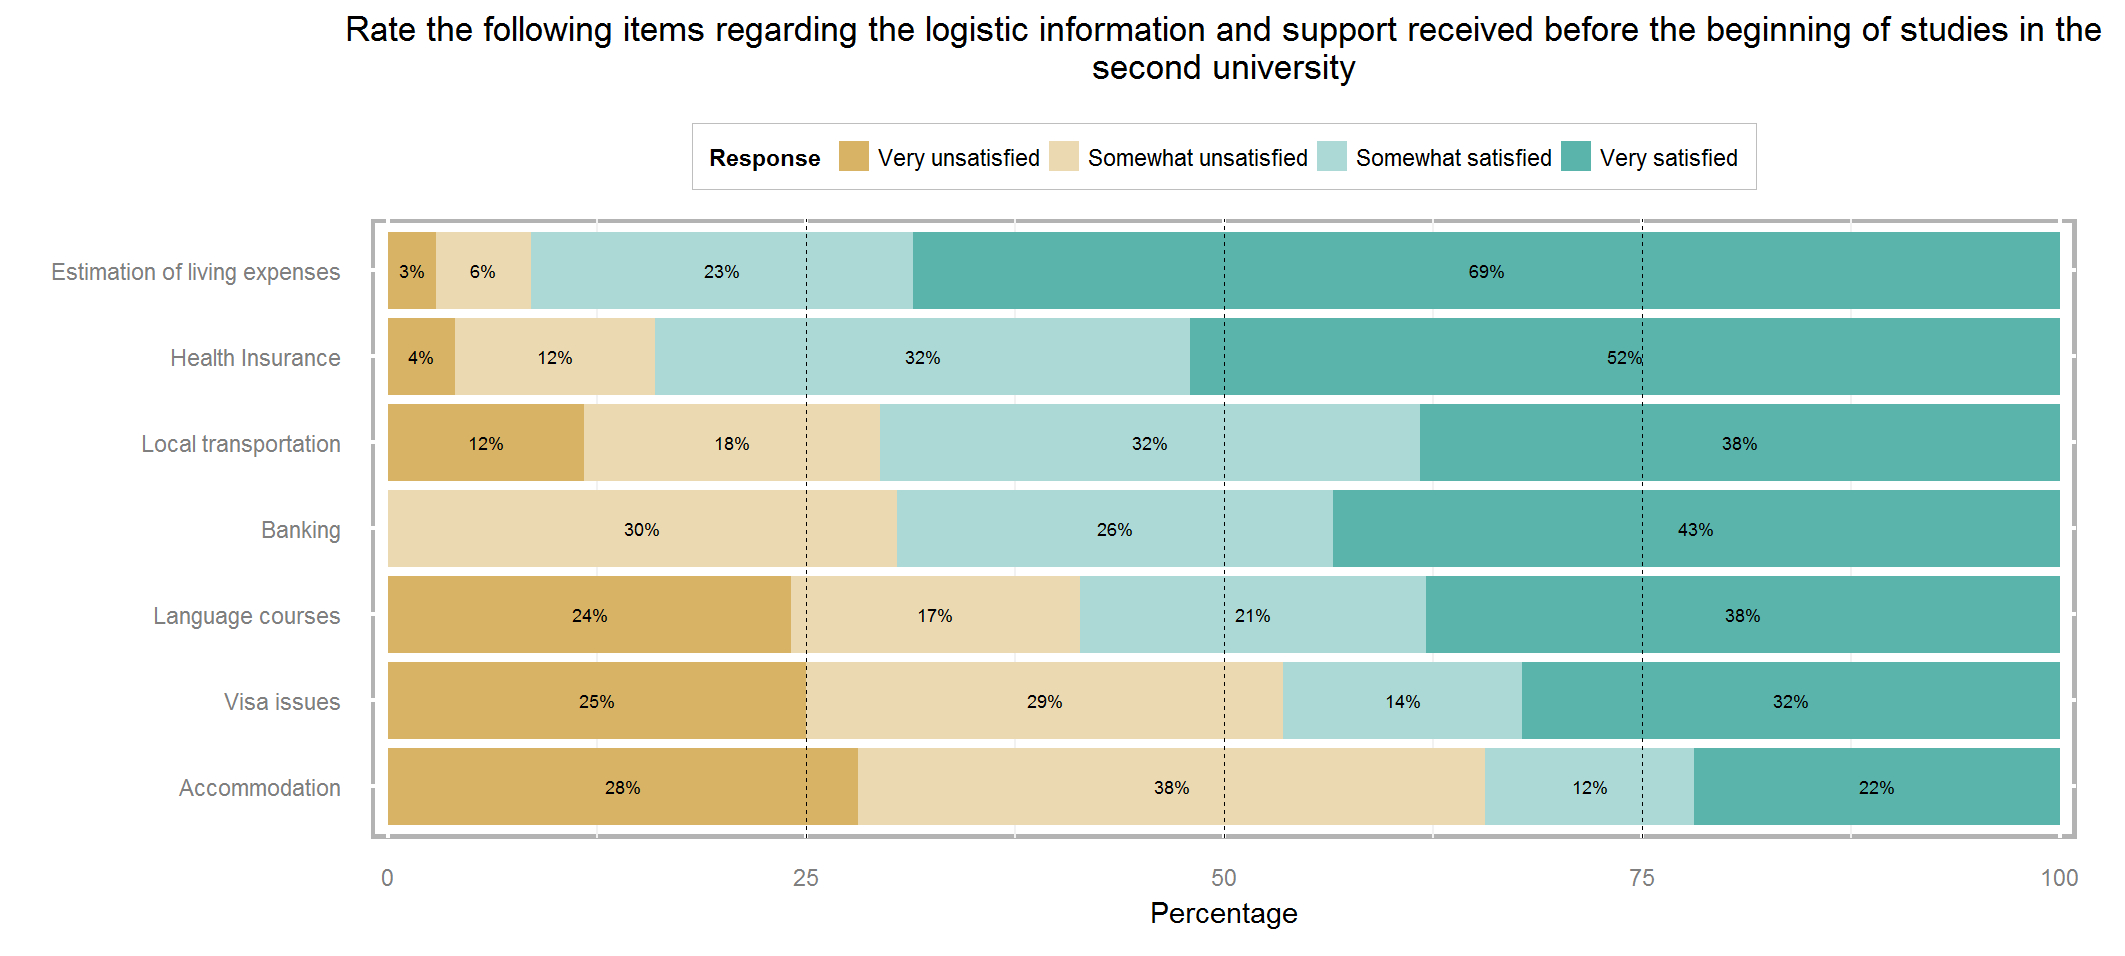 Rate the following items regarding the logistic information and support received before the beginning of studies in the
second university
Response Very unsatisfied Somewhat unsatisfied Somewhat satisfied Very satisfied
Estimation of living expenses 3% 6% 23% 69%
Health Insurance 4% 12% 32% 52%
Local transportation 12% 18% 32% 38%
Banking 30% 26% 43%
Language courses 24% 17% 21% 38%
Visa issues 25% 29% 14% 32%
Accommodation 28% 38% 12% 22%
0 25 50 75 100
Percentage